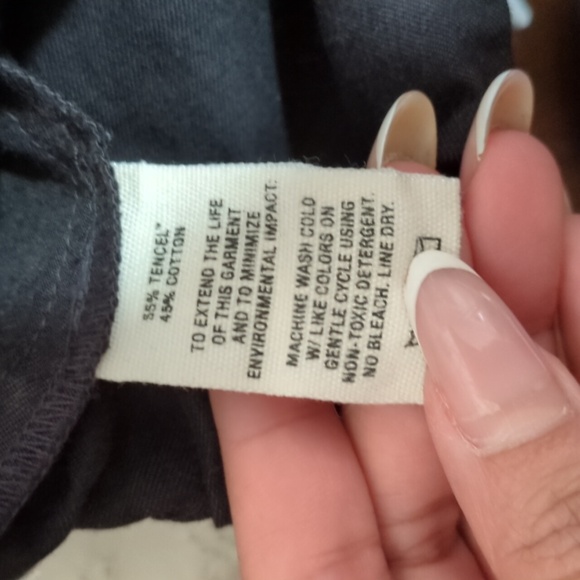 55% TENCEL™
45% COTTON
TO EXTEND THE LIFE
OF THIS GARMENT
AND TO MINIMIZE
ENVIRONMENTAL IMPACT:
MACHINE WASH COLD
W/ LIKE COLORS ON
GENTLE CYCLE USING
NON-TOXIC DETERGENT.
NO BLEACH. LINE DRY.